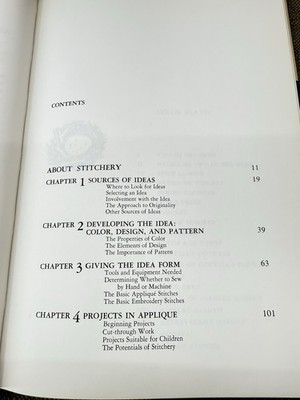 CONTENTS
ABOUT STITCHERY 11
CHAPTER 1 SOURCES OF IDEAS 19
Where to Look for Ideas
Selecting an Idea
Involvement with the Idea
The Approach to Originality
Other Sources of Ideas
CHAPTER 2 DEVELOPING THE IDEA:
COLOR, DESIGN, AND PATTERN 39
The Properties of Color
The Elements of Design
The Importance of Pattern
CHAPTER 3 GIVING THE IDEA FORM 63
Tools and Equipment Needed
Determining Whether to Sew
by Hand or Machine
The Basic Appliqué Stitches
The Basic Embroidery Stitches
CHAPTER 4 PROJECTS IN APPLIQUE 101
Beginning Projects
Cut-through Work
Projects Suitable for Children
The Potentials of Stitchery